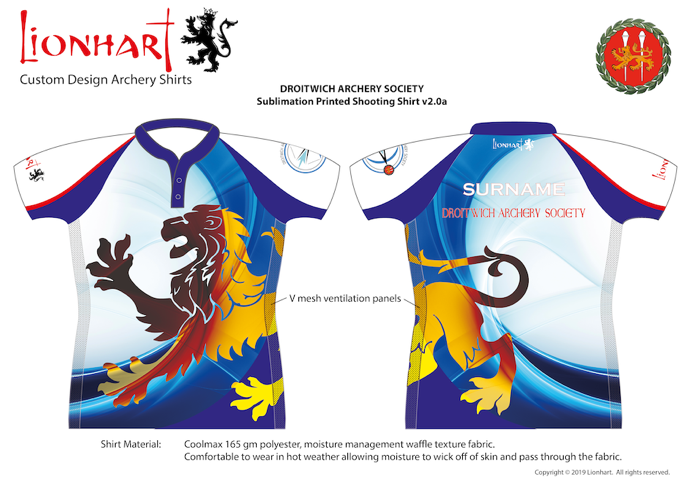 LIONHART
Custom Design Archery Shirts
DROITWICH ARCHERY SOCIETY
Sublimation Printed Shooting Shirt v2.0a
LIONHART
SURNAME
DROITWICH ARCHERY SOCIETY
V mesh ventilation panels
Shirt Material: Coolmax 165 gm polyester, moisture management waffle texture fabric.
Comfortable to wear in hot weather allowing moisture to wick off of skin and pass through the fabric.
Copyright © 2019 Lionhart. All rights reserved.